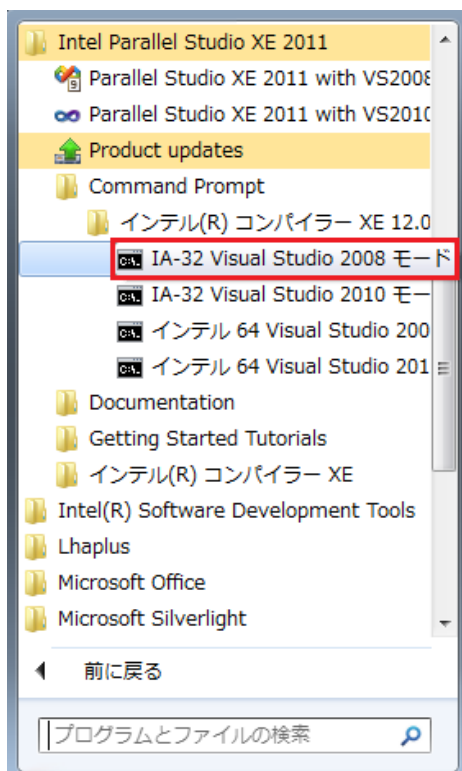 Intel Parallel Studio XE 2011
Parallel Studio XE 2011 with VS2008
Parallel Studio XE 2011 with VS2010
Product updates
Command Prompt
インテル(R) コンパイラー XE 12.0
IA-32 Visual Studio 2008 モード
IA-32 Visual Studio 2010 モー
インテル 64 Visual Studio 200
インテル 64 Visual Studio 201
Documentation
Getting Started Tutorials
インテル(R) コンパイラー XE
Intel(R) Software Development Tools
Lhaplus
Microsoft Office
Microsoft Silverlight
前に戻る
プログラムとファイルの検索